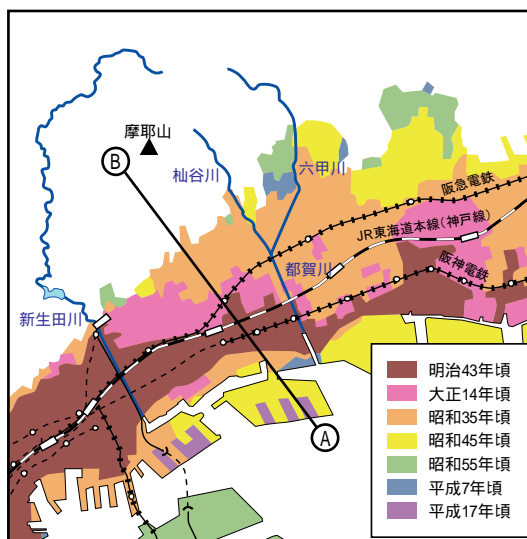 摩耶山
B
杣谷川
六甲川
阪急電鉄
JR東海道本線(神戸線)
都賀川
阪神電鉄
新生田川
A
明治43年頃
大正14年頃
昭和35年頃
昭和45年頃
昭和55年頃
平成7年頃
平成17年頃